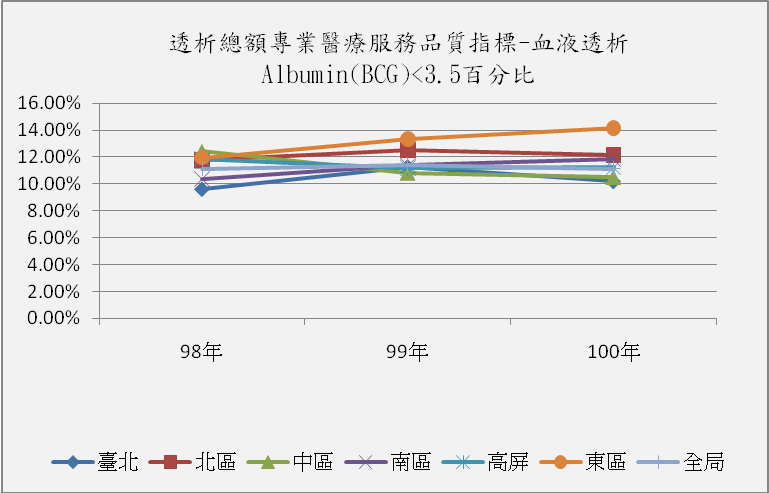 透析總額專業醫療服務品質指標-血液透析
Albumin(BCG)<3.5百分比
16.00%
14.00%
12.00%
10.00%
8.00%
6.00%
4.00%
2.00%
0.00%
98年 99年 100年
臺北 北區 中區 南區 高屏 東區 全局